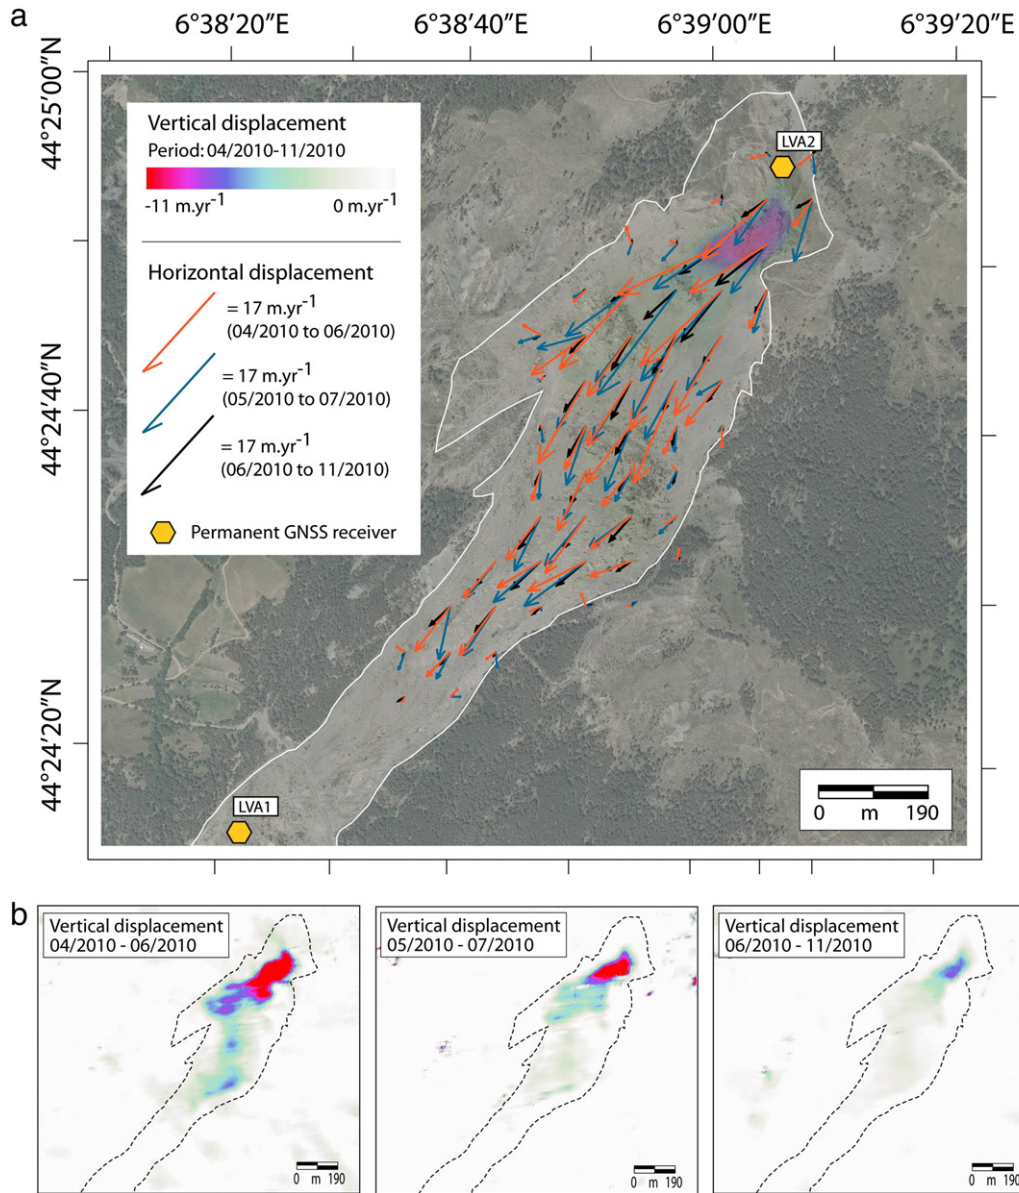 a
6°38'20"E 6°38'40"E 6°39'00"E 6°39'20"E
44°25'00"N
44°24'40"N
44°24'20"N
Vertical displacement
Period: 04/2010-11/2010
-11 m.yr-1 0 m.yr-1
Horizontal displacement
= 17 m.yr-1
(04/2010 to 06/2010)
= 17 m.yr-1
(05/2010 to 07/2010)
= 17 m.yr-1
(06/2010 to 11/2010)
Permanent GNSS receiver
LVA2
LVA1
0 m 190
b
Vertical displacement
04/2010 - 06/2010
0 m 190
Vertical displacement
05/2010 - 07/2010
0 m 190
Vertical displacement
06/2010 - 11/2010
0 m 190